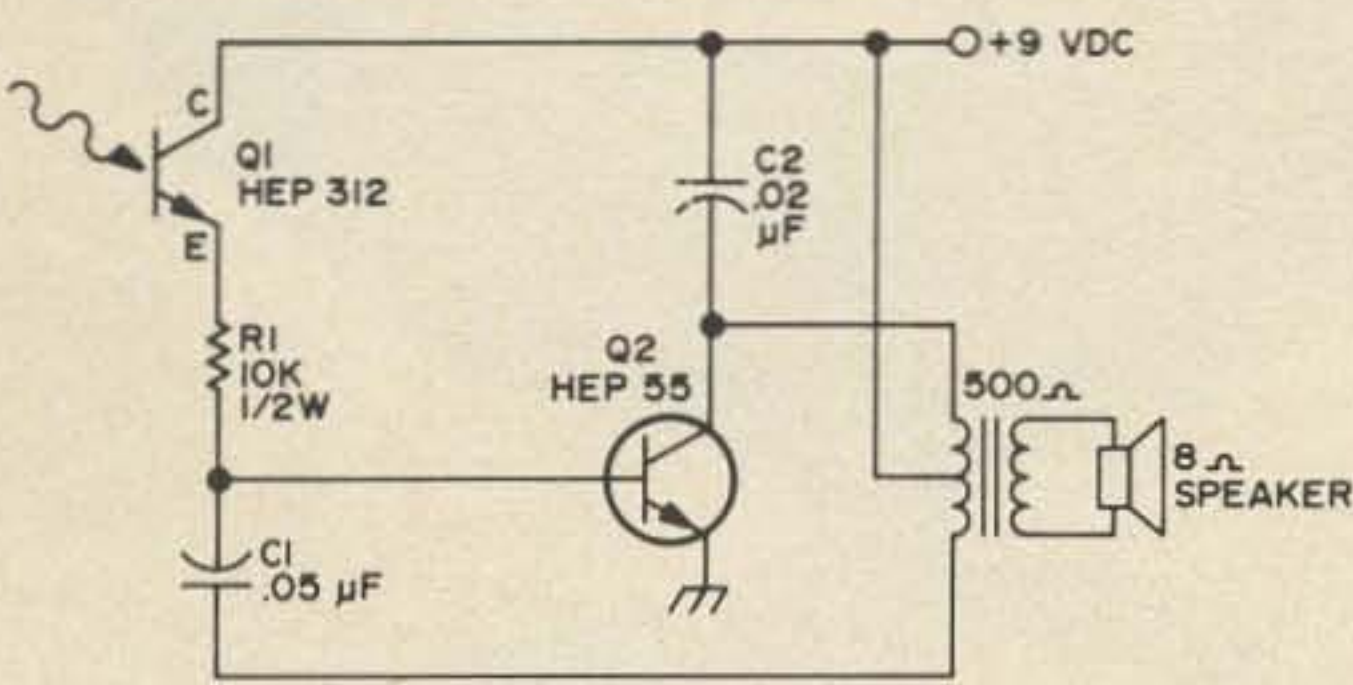 +9 VDC
C
Q1
HEP 312
E
C2
.02
µF
R1
10K
1/2W
Q2
HEP 55
500Ω
8Ω
SPEAKER
C1
.05 µF